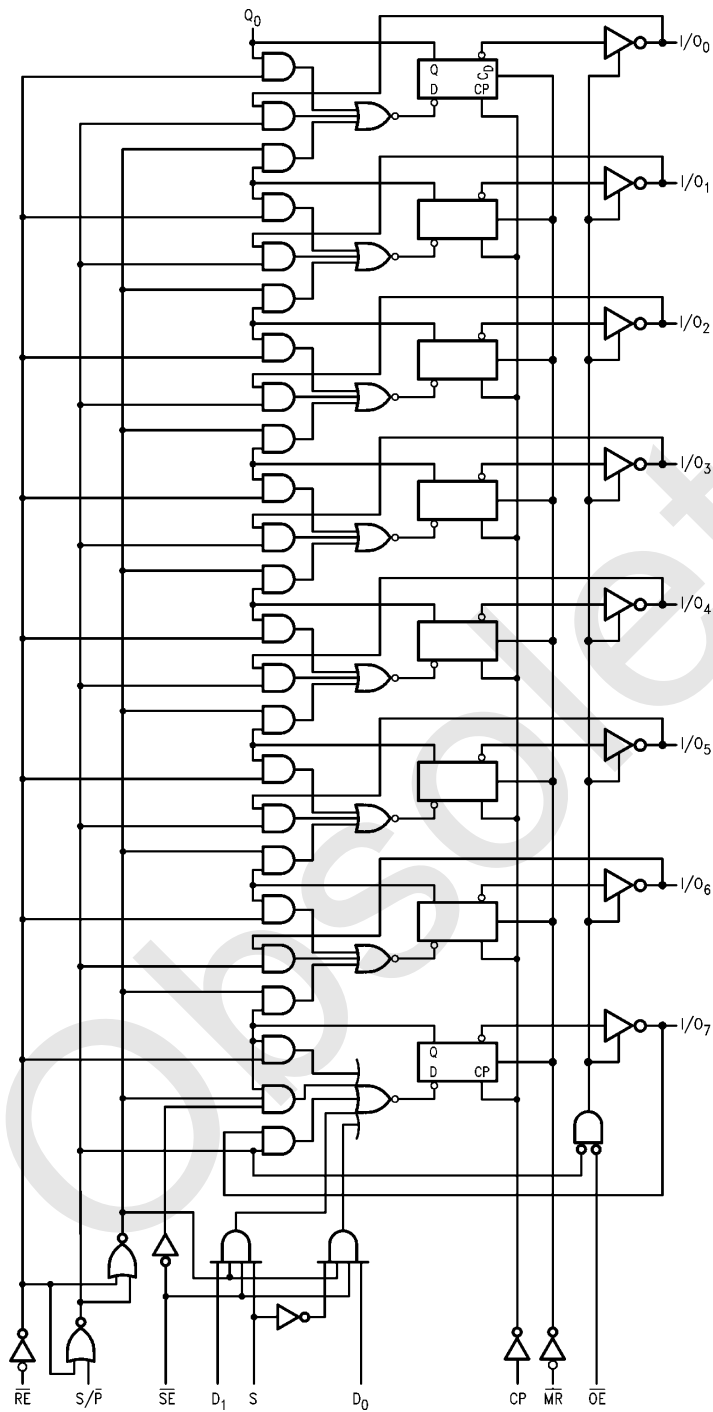 Q0
I/O0
Q
CD
D
CP
I/O1
I/O2
I/O3
I/O4
I/O5
I/O6
I/O7
Q
D
CP
RE
S/P
SE
D1
S
D0
CP
MR
OE
Obsolet